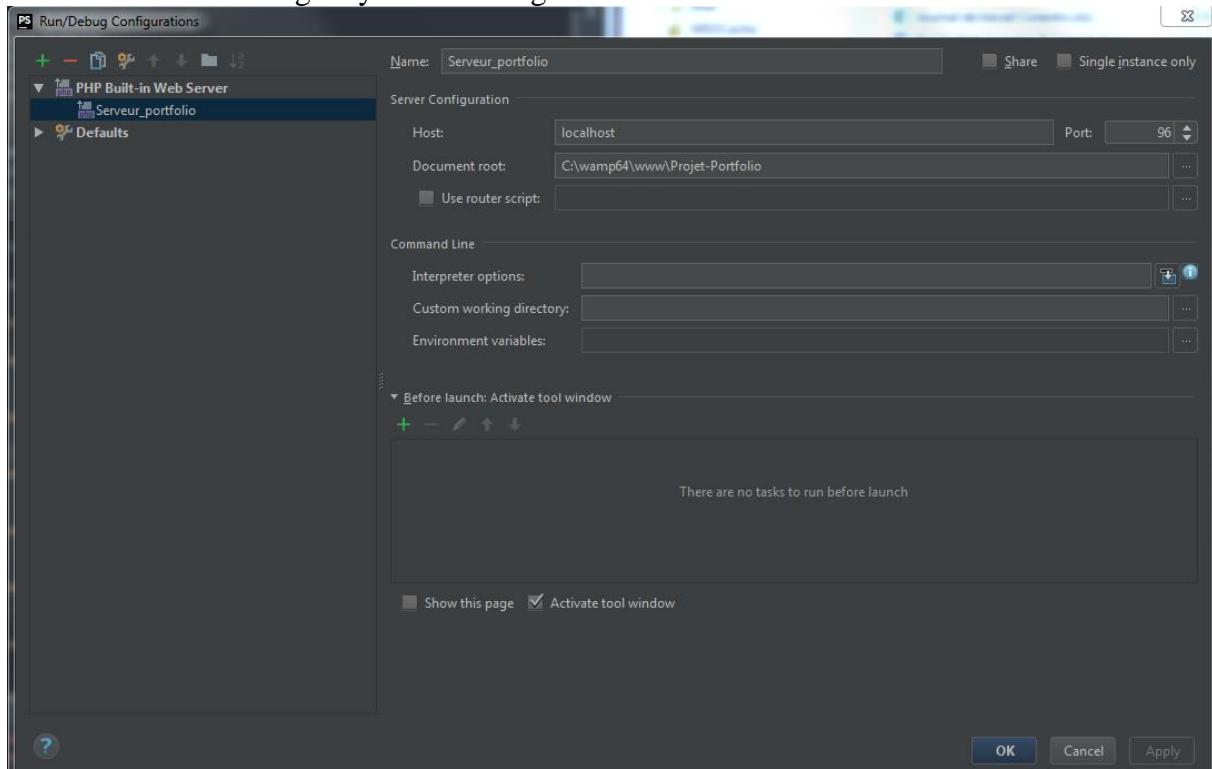 PS Run/Debug Configurations
Name: Serveur_portfolio Share Single instance only
PHP Built-in Web Server
Serveur_portfolio
Defaults
Server Configuration
Host: localhost Port: 96
Document root: C:\wamp64\www\Projet-Portfolio ...
Use router script: ...
Command Line
Interpreter options:
Custom working directory: ...
Environment variables: ...
Before launch: Activate tool window
There are no tasks to run before launch
Show this page Activate tool window
? OK Cancel Apply